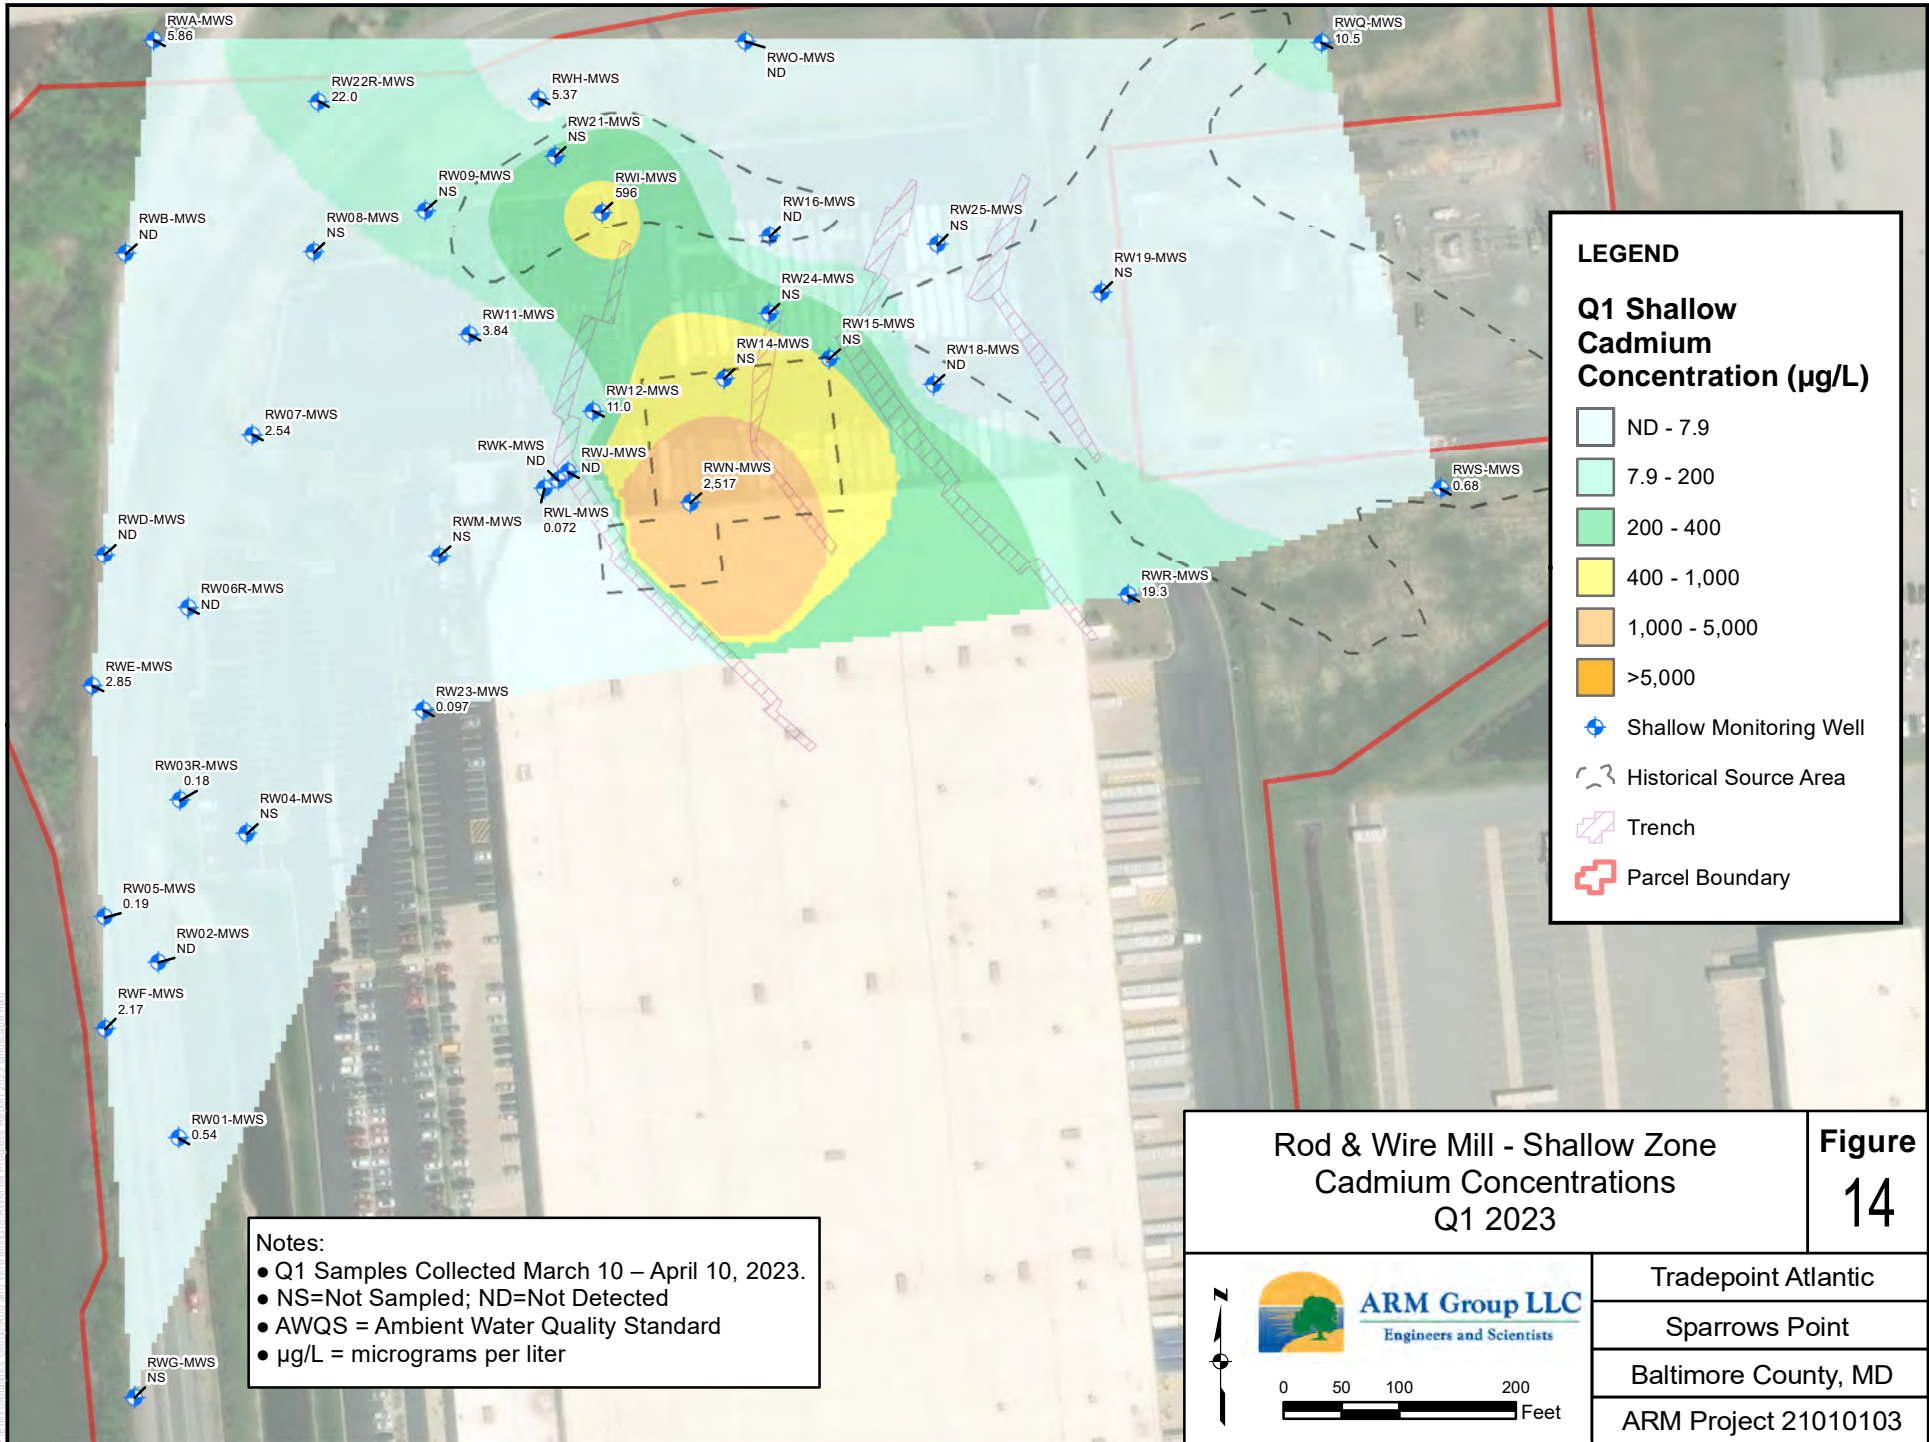 RWA-MWS
5.86
RWO-MWS
ND
RWQ-MWS
10.5
RW22R-MWS
22.0
RWH-MWS
5.37
RW21-MWS
NS
RW09-MWS
NS
RWI-MWS
596
RWB-MWS
ND
RW08-MWS
NS
RW16-MWS
ND
RW25-MWS
NS
RW19-MWS
NS
RW24-MWS
NS
RW11-MWS
3.84
RW15-MWS
NS
RW14-MWS
NS
RW18-MWS
ND
RW12-MWS
11.0
RW07-MWS
2.54
RWK-MWS
ND
RWJ-MWS
ND
RWN-MWS
2,517
RWS-MWS
0.68
RWL-MWS
0.072
RWM-MWS
NS
RWD-MWS
ND
RW06R-MWS
ND
RWR-MWS
19.3
RWE-MWS
2.85
RW23-MWS
0.097
RW03R-MWS
0.18
RW04-MWS
NS
RW05-MWS
0.19
RW02-MWS
ND
RWF-MWS
2.17
RW01-MWS
0.54
RWG-MWS
NS
LEGEND
Q1 Shallow
Cadmium
Concentration (µg/L)
ND - 7.9
7.9 - 200
200 - 400
400 - 1,000
1,000 - 5,000
>5,000
Shallow Monitoring Well
Historical Source Area
Trench
Parcel Boundary
Notes:
● Q1 Samples Collected March 10 – April 10, 2023.
● NS=Not Sampled; ND=Not Detected
● AWQS = Ambient Water Quality Standard
● µg/L = micrograms per liter
Rod & Wire Mill - Shallow Zone
Cadmium Concentrations
Q1 2023
Figure
14
Z
ARM Group LLC
Engineers and Scientists
0 50 100 200
Feet
Tradepoint Atlantic
Sparrows Point
Baltimore County, MD
ARM Project 21010103